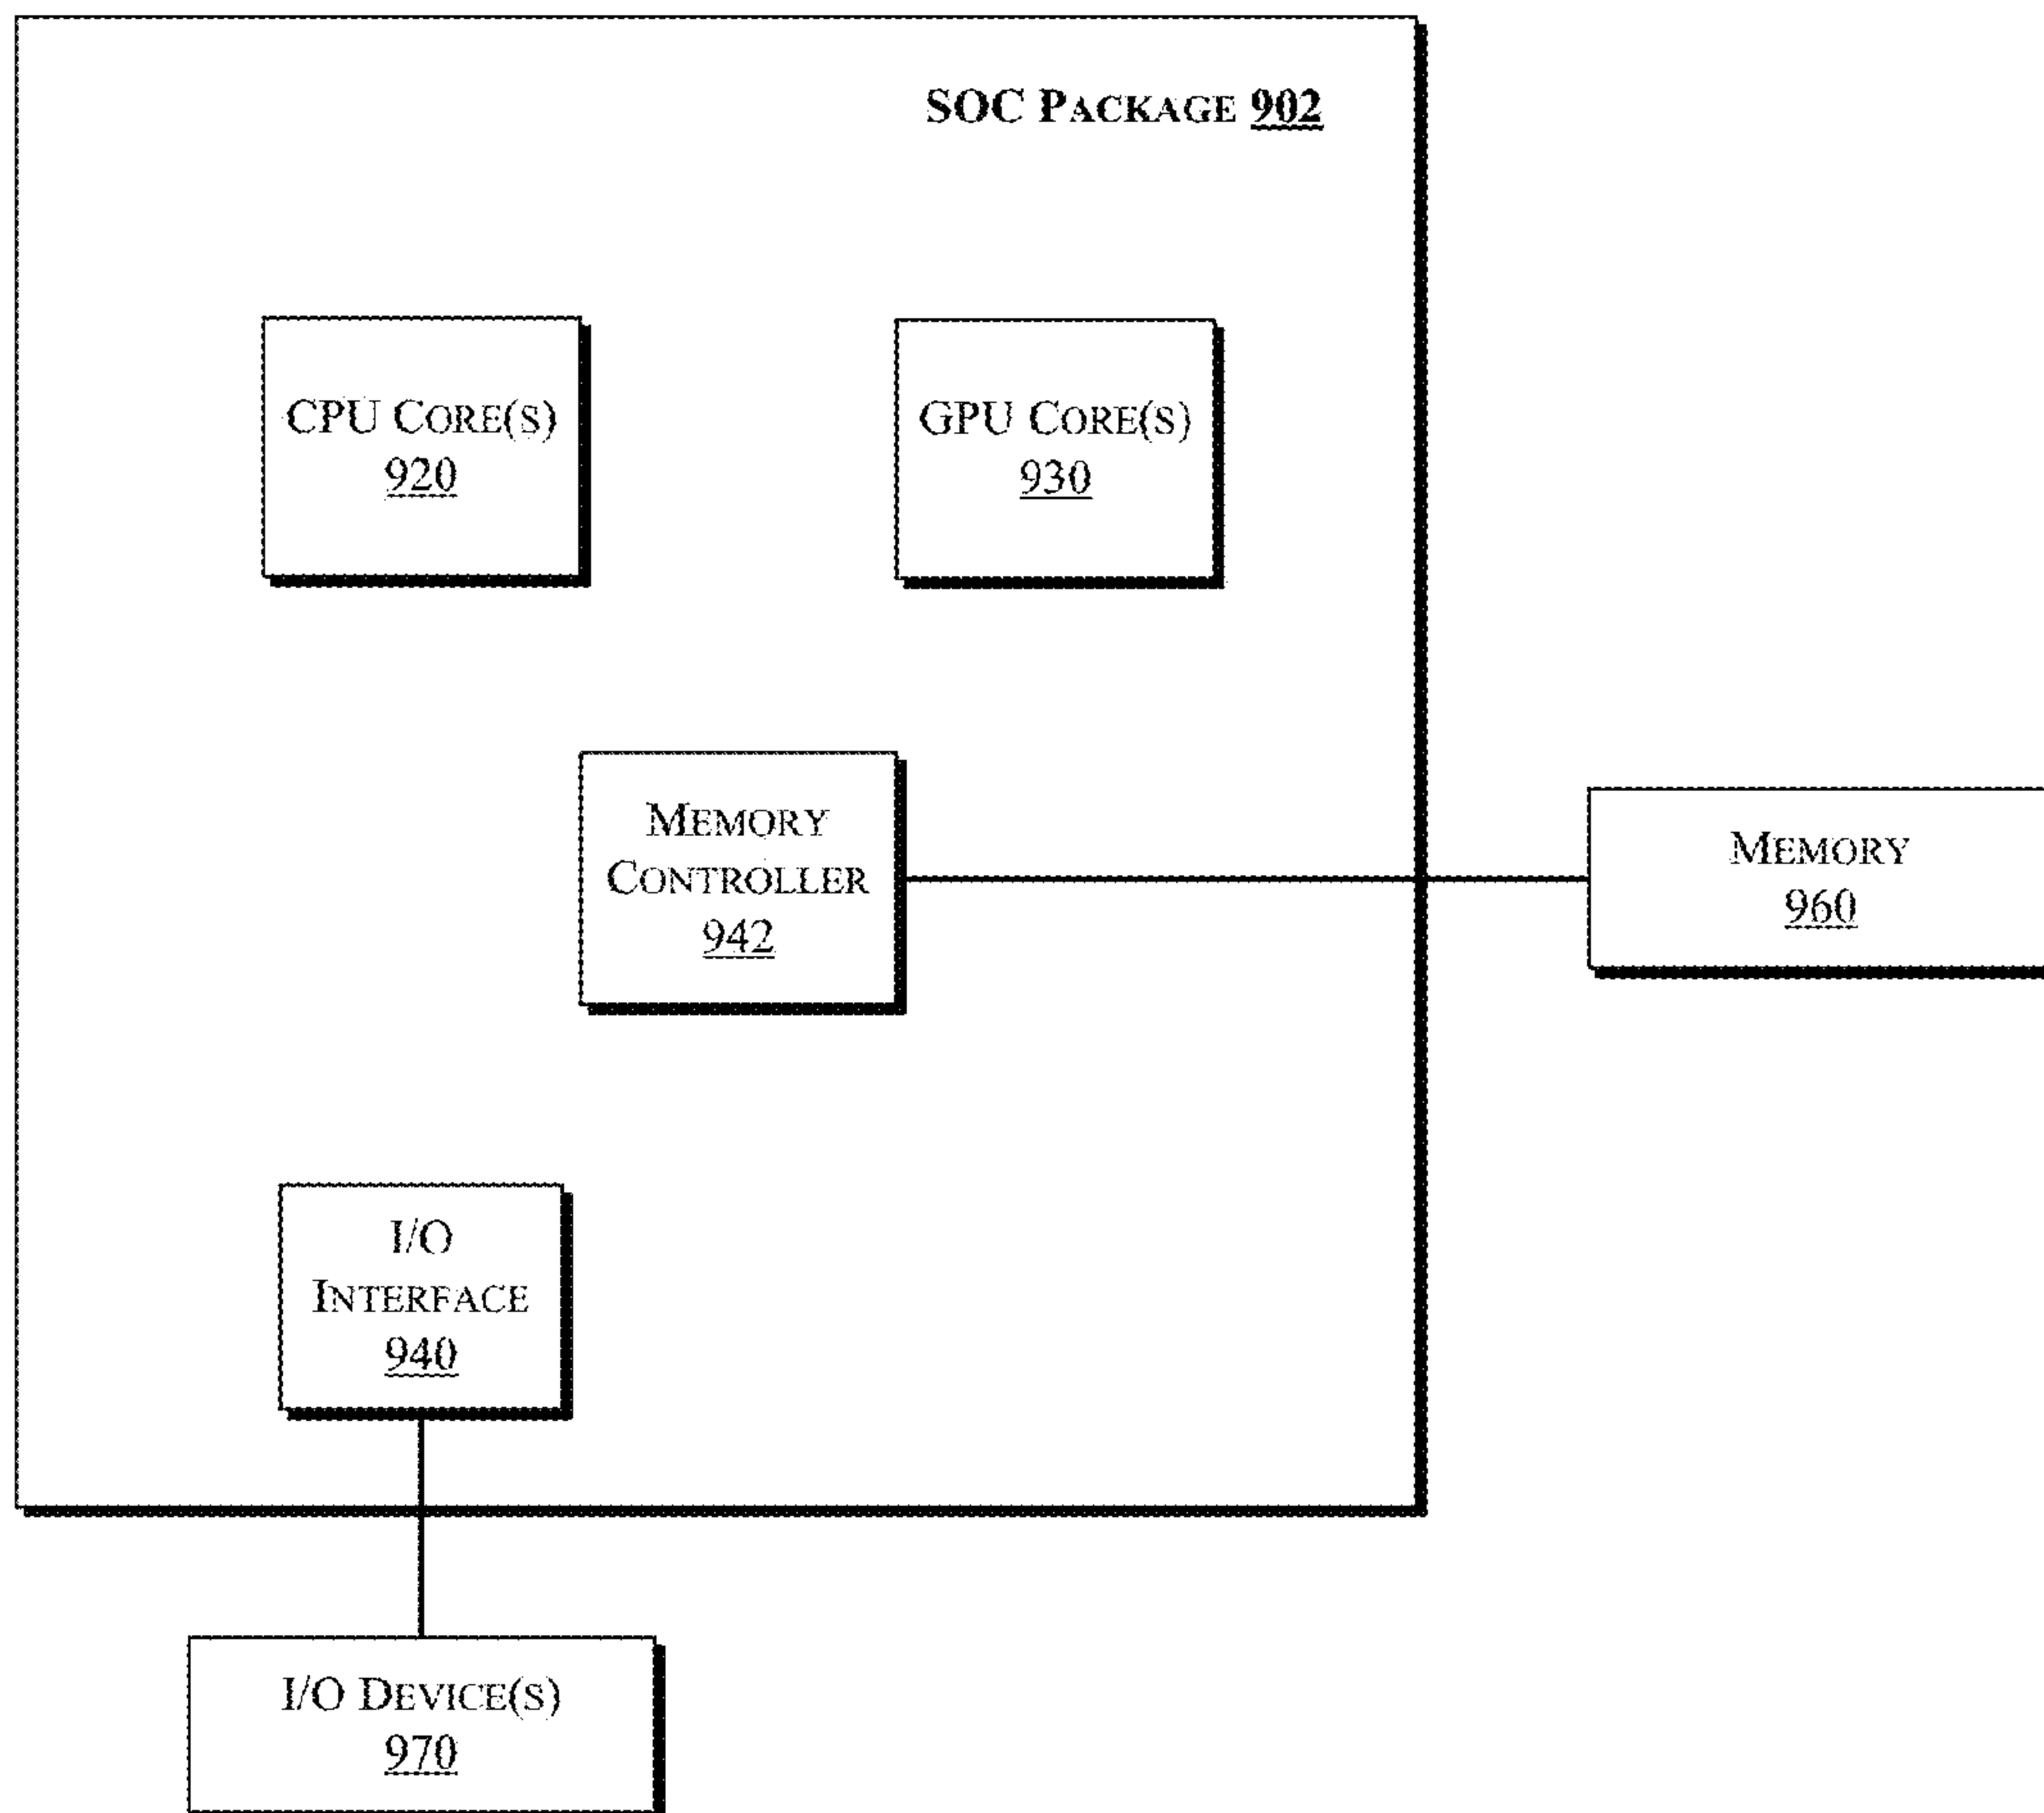 SOC PACKAGE 902
CPU CORE(S)
920
GPU CORE(S)
930
MEMORY
CONTROLLER
942
MEMORY
960
I/O
INTERFACE
940
I/O DEVICE(S)
970